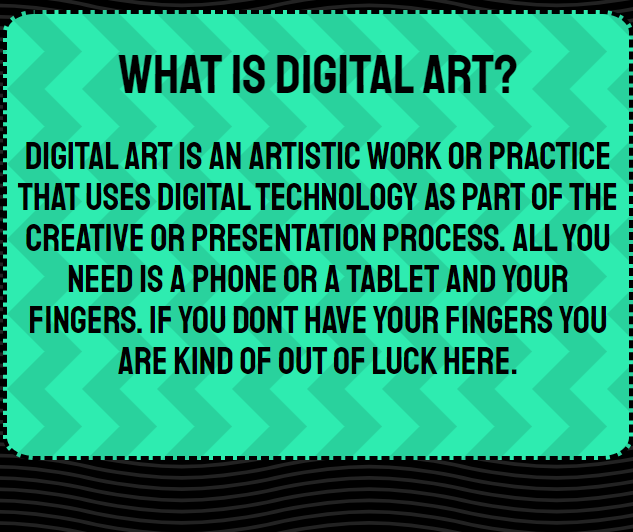 WHAT IS DIGITAL ART?
DIGITAL ART IS AN ARTISTIC WORK OR PRACTICE
THAT USES DIGITAL TECHNOLOGY AS PART OF THE
CREATIVE OR PRESENTATION PROCESS. ALL YOU
NEED IS A PHONE OR A TABLET AND YOUR
FINGERS. IF YOU DONT HAVE YOUR FINGERS YOU
ARE KIND OF OUT OF LUCK HERE.